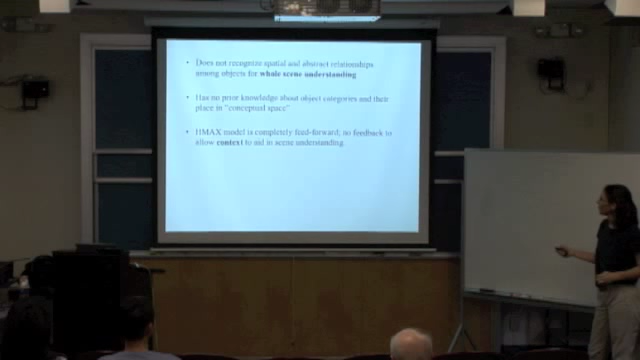 • Does not recognize spatial and abstract relationships
among objects for whole scene understanding
• Has no prior knowledge about object categories and their
place in "conceptual space"
• HMAX model is completely feed-forward; no feedback to
allow context to aid in scene understanding.